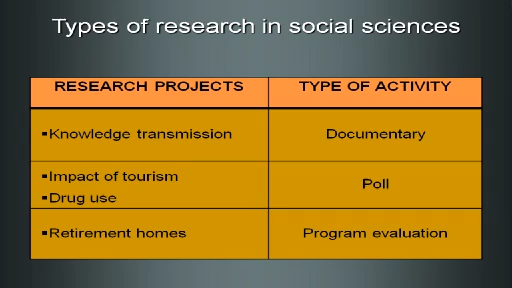 Types of research in social sciences
RESEARCH PROJECTS TYPE OF ACTIVITY
▪Knowledge transmission Documentary
▪Impact of tourism
▪Drug use
Poll
▪Retirement homes Program evaluation